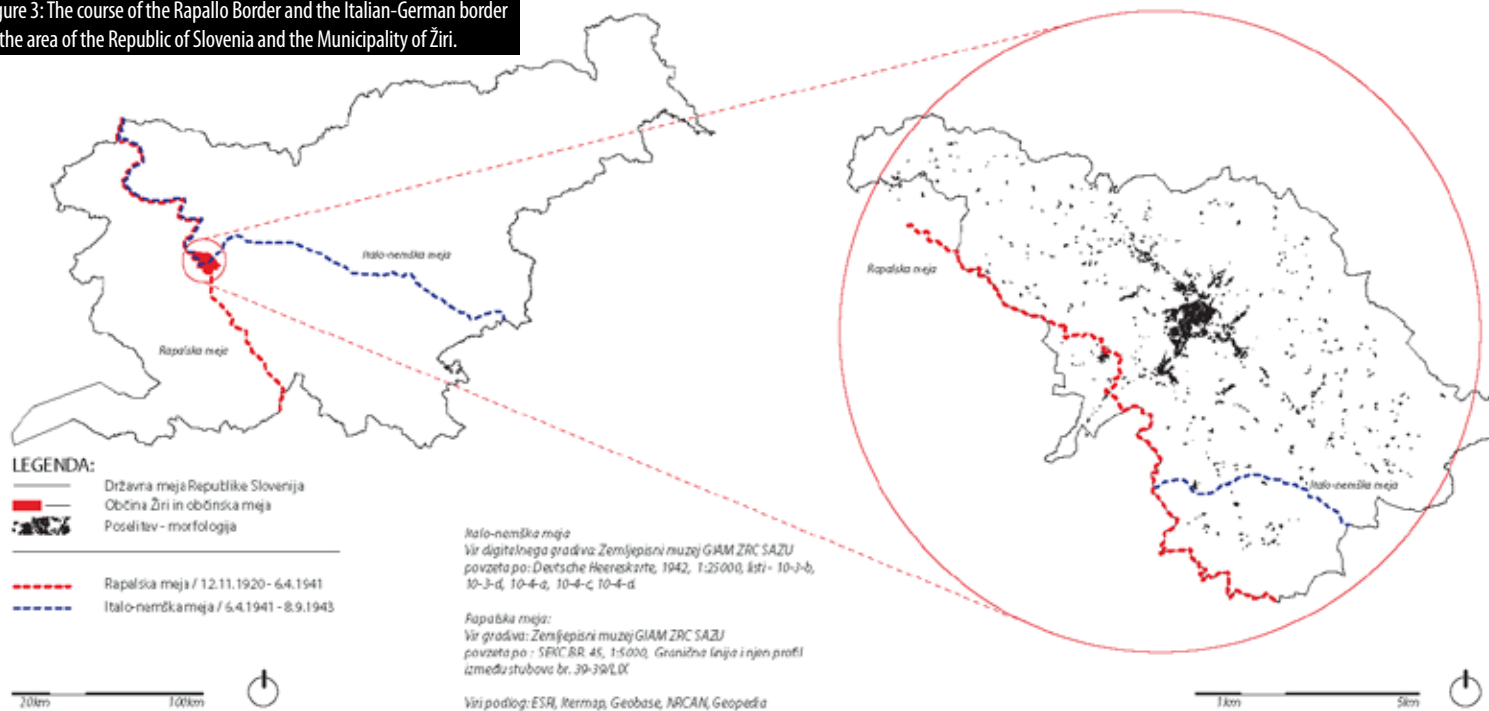 gure 3: The course of the Rapallo Border and the Italian-German border
the area of the Republic of Slovenia and the Municipality of Žiri.
Italo-nemška meja
Rapalska meja
Rapalska meja
Italo-nemška meja
LEGENDA:
Državna meja Republike Slovenija
Občina Žiri in občinska meja
Poselitev - morfologija
Rapalska meja / 12.11.1920 - 6.4.1941
Italo-nemška meja / 6.4.1941 - 8.9.1943
Italo-nemška meja
Vir digitalnega gradiva: Zemljepisni muzej GIAM ZRC SAZU
povzeto po: Deutsche Heereskarte, 1942, 1:25000, listi - 10-3-b,
10-3-d, 10-4-a, 10-4-c, 10-4-d.
Rapalska meja:
Vir gradiva: Zemljepisni muzej GIAM ZRC SAZU
povzeto po : SEKC.BR. 45, 1:5000, Granična linija i njen profil
između stubova br. 39-39/LIX
Viri podlog: ESRI, Itermap, Geobase, NRCAN, Geopedia
20km 100km
1km 5km